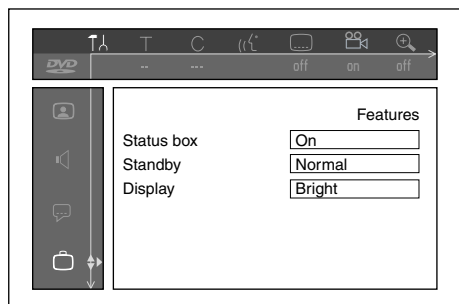 T C
DVD -- --- off on off
Features
Status box On
Standby Normal
Display Bright